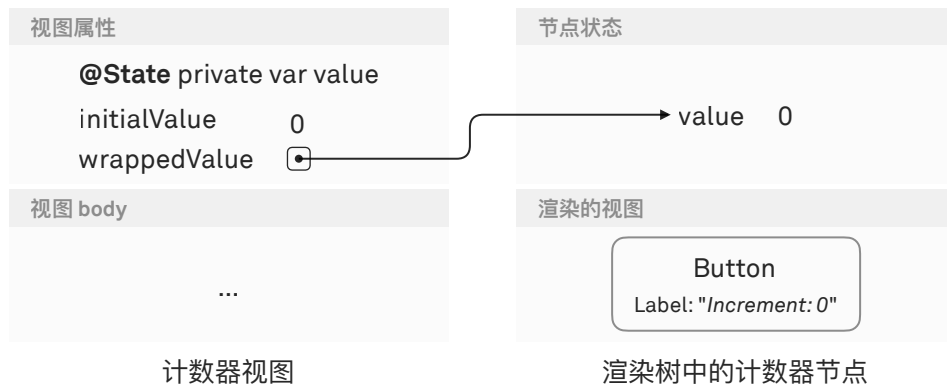 视图属性
@State private var value
initialValue 0
wrappedValue
视图 body
...
计数器视图
节点状态
value 0
渲染的视图
Button
Label: "Increment: 0"
渲染树中的计数器节点